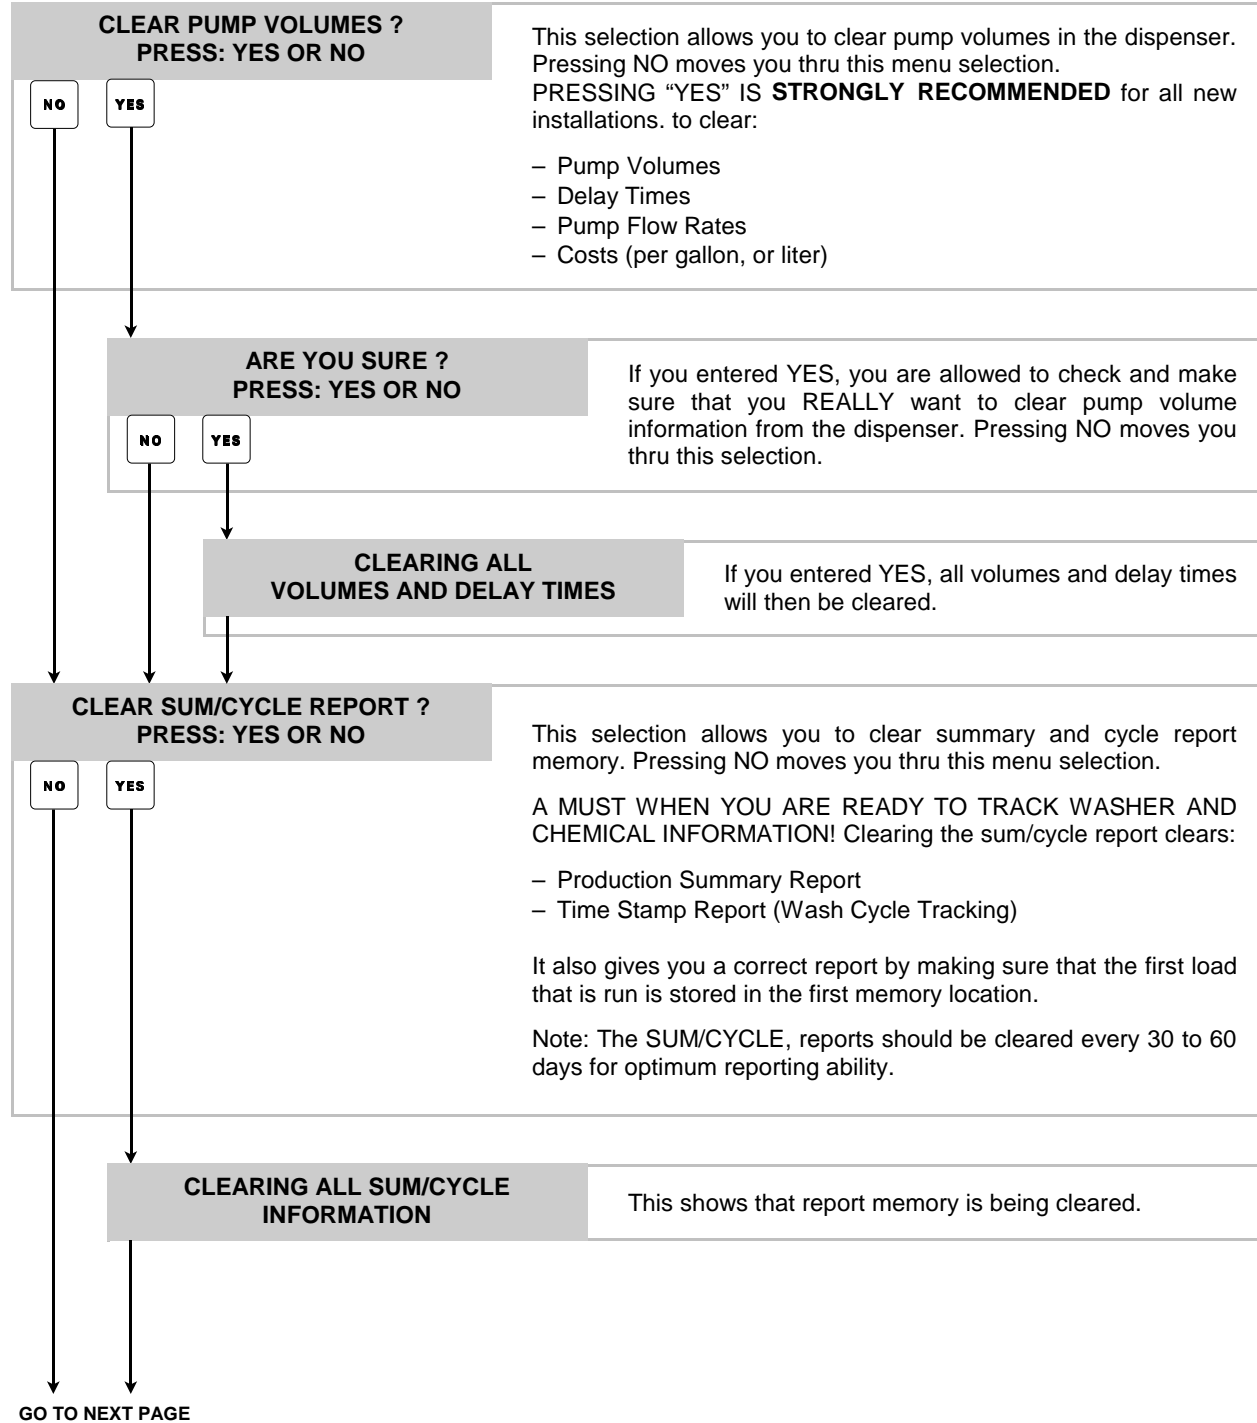 CLEAR PUMP VOLUMES ?
PRESS: YES OR NO
NO
YES
This selection allows you to clear pump volumes in the dispenser.
Pressing NO moves you thru this menu selection.
PRESSING “YES” IS STRONGLY RECOMMENDED for all new
installations. to clear:
– Pump Volumes
– Delay Times
– Pump Flow Rates
– Costs (per gallon, or liter)
ARE YOU SURE ?
PRESS: YES OR NO
NO
YES
If you entered YES, you are allowed to check and make
sure that you REALLY want to clear pump volume
information from the dispenser. Pressing NO moves you
thru this selection.
CLEARING ALL
VOLUMES AND DELAY TIMES
If you entered YES, all volumes and delay times
will then be cleared.
CLEAR SUM/CYCLE REPORT ?
PRESS: YES OR NO
NO
YES
This selection allows you to clear summary and cycle report
memory. Pressing NO moves you thru this menu selection.
A MUST WHEN YOU ARE READY TO TRACK WASHER AND
CHEMICAL INFORMATION! Clearing the sum/cycle report clears:
– Production Summary Report
– Time Stamp Report (Wash Cycle Tracking)
It also gives you a correct report by making sure that the first load
that is run is stored in the first memory location.
Note: The SUM/CYCLE, reports should be cleared every 30 to 60
days for optimum reporting ability.
CLEARING ALL SUM/CYCLE
INFORMATION
This shows that report memory is being cleared.
GO TO NEXT PAGE